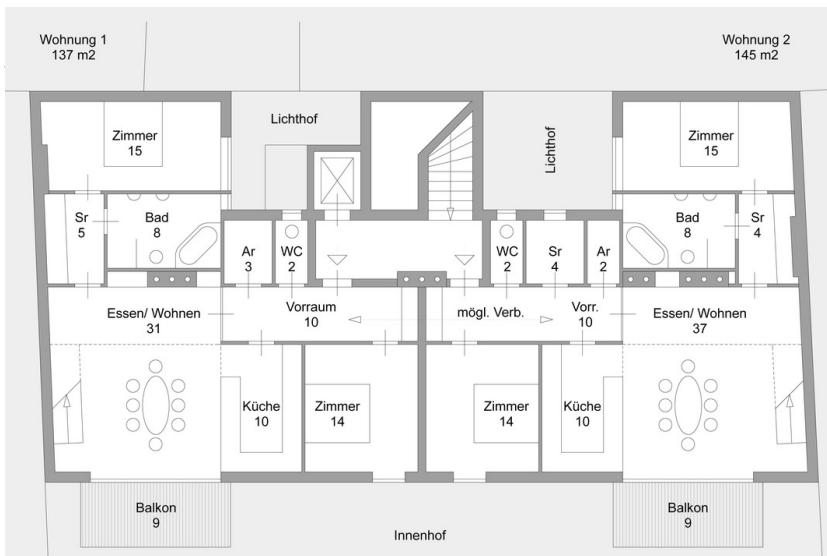 Wohnung 1
137 m2
Wohnung 2
145 m2
Lichthof
Lichthof
Zimmer
15
Zimmer
15
Sr
5
Bad
8
Bad
8
Sr
4
Ar
3
WC
2
WC
2
Sr
4
Ar
2
Essen/ Wohnen
31
Vorraum
10
mögl. Verb.
Vorr.
10
Essen/ Wohnen
37
Küche
10
Zimmer
14
Zimmer
14
Küche
10
Balkon
9
Balkon
9
Innenhof